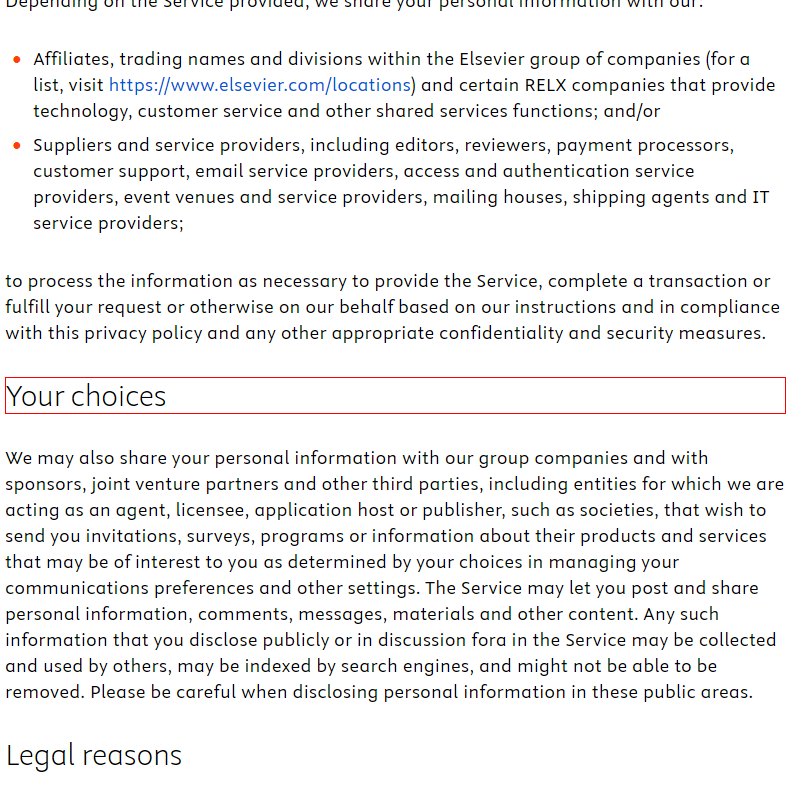 Depending on the Service provided, we share your personal information with our:
Affiliates, trading names and divisions within the Elsevier group of companies (for a
list, visit https://www.elsevier.com/locations) and certain RELX companies that provide
technology, customer service and other shared services functions; and/or
Suppliers and service providers, including editors, reviewers, payment processors,
customer support, email service providers, access and authentication service
providers, event venues and service providers, mailing houses, shipping agents and IT
service providers;
to process the information as necessary to provide the Service, complete a transaction or
fulfill your request or otherwise on our behalf based on our instructions and in compliance
with this privacy policy and any other appropriate confidentiality and security measures.
Your choices
We may also share your personal information with our group companies and with
sponsors, joint venture partners and other third parties, including entities for which we are
acting as an agent, licensee, application host or publisher, such as societies, that wish to
send you invitations, surveys, programs or information about their products and services
that may be of interest to you as determined by your choices in managing your
communications preferences and other settings. The Service may let you post and share
personal information, comments, messages, materials and other content. Any such
information that you disclose publicly or in discussion fora in the Service may be collected
and used by others, may be indexed by search engines, and might not be able to be
removed. Please be careful when disclosing personal information in these public areas.
Legal reasons